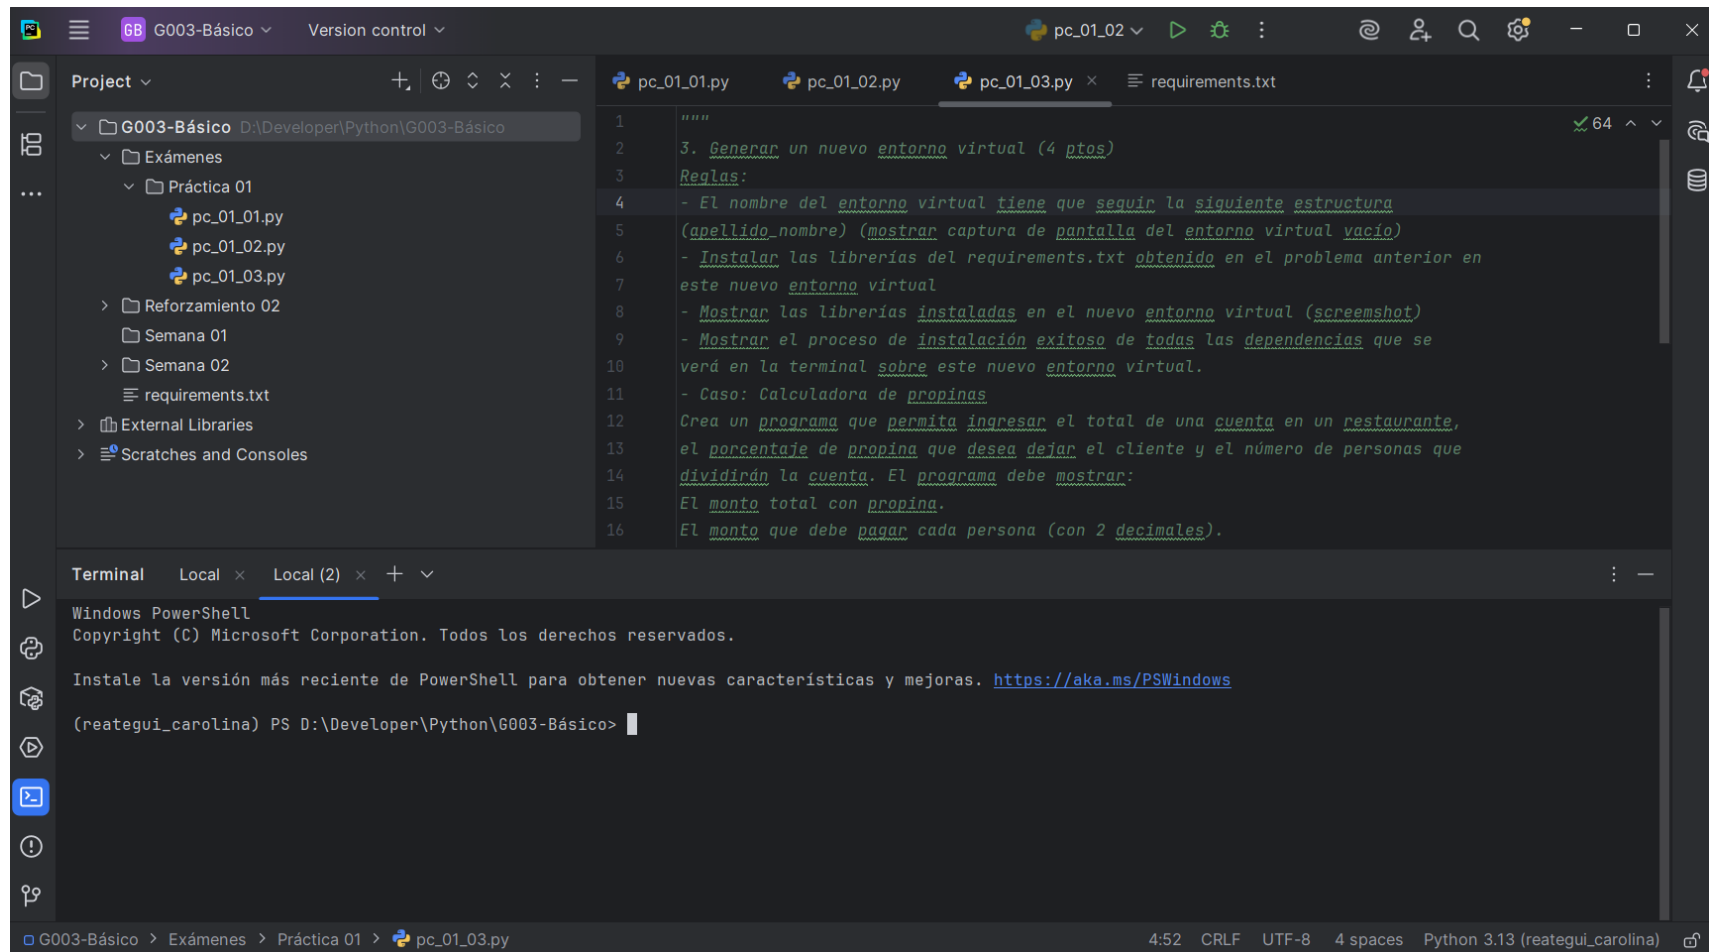 GB G003-Básico
Version control
pc_01_02
Project
pc_01_01.py
pc_01_02.py
pc_01_03.py
requirements.txt
G003-Básico D:\Developer\Python\G003-Básico
Exámenes
Práctica 01
pc_01_01.py
pc_01_02.py
pc_01_03.py
Reforzamiento 02
Semana 01
Semana 02
requirements.txt
External Libraries
Scratches and Consoles
64
1 """
2 3. Generar un nuevo entorno virtual (4 ptos)
3 Reglas:
4 - El nombre del entorno virtual tiene que seguir la siguiente estructura
5 (apellido_nombre) (mostrar captura de pantalla del entorno virtual vacío)
6 - Instalar las librerías del requirements.txt obtenido en el problema anterior en
7 este nuevo entorno virtual
8 - Mostrar las librerías instaladas en el nuevo entorno virtual (screemshot)
9 - Mostrar el proceso de instalación exitoso de todas las dependencias que se
10 verá en la terminal sobre este nuevo entorno virtual.
11 - Caso: Calculadora de propinas
12 Crea un programa que permita ingresar el total de una cuenta en un restaurante,
13 el porcentaje de propina que desea dejar el cliente y el número de personas que
14 dividirán la cuenta. El programa debe mostrar:
15 El monto total con propina.
16 El monto que debe pagar cada persona (con 2 decimales).
Terminal
Local
Local (2)
Windows PowerShell
Copyright (C) Microsoft Corporation. Todos los derechos reservados.
Instale la versión más reciente de PowerShell para obtener nuevas características y mejoras. https://aka.ms/PSWindows
(reategui_carolina) PS D:\Developer\Python\G003-Básico>
G003-Básico > Exámenes > Práctica 01 > pc_01_03.py
4:52 CRLF UTF-8 4 spaces Python 3.13 (reategui_carolina)